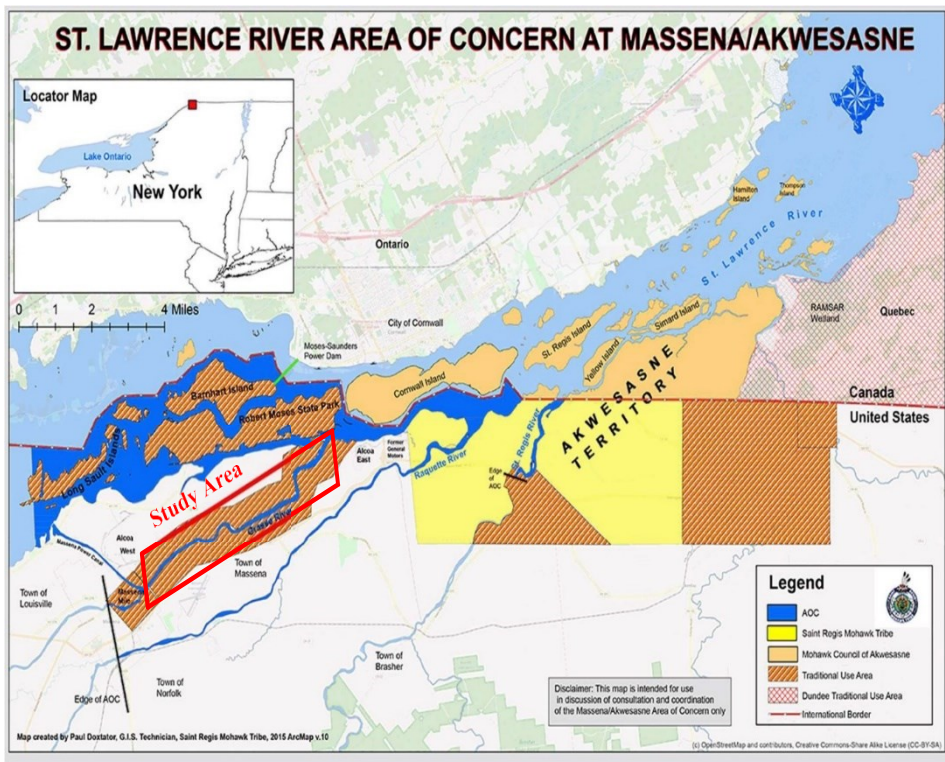 ST. LAWRENCE RIVER AREA OF CONCERN AT MASSENA/AKWESASNE
Locator Map
Lake Ontario
New York
0 1 2 4 Miles
Ontario
City of Cornwall
Moses-Saunders
Power Dam
Hamilton
Island
Thompson
Island
St. Lawrence River
RAMSAR
Wetland
Quebec
St. Regis Island
Simard Island
Yellow Island
Cornwall Island
Barnhart Island
Robert Moses State Park
Long Sault Islands
Canada
United States
AKWESASNE
TERRITORY
St. Regis River
Raquette River
Edge
of
AOC
Alcoa
East
Former
General
Motors
Study Area
Grasse River
Alcoa
West
Massena Power Canal
Massena
Town of
Massena
Town of
Louisville
Town of
Brasher
Town of
Norfolk
Edge of AOC
Legend
AOC
Saint Regis Mohawk Tribe
Mohawk Council of Akwesasne
Traditional Use Area
Dundee Traditional Use Area
International Border
Disclaimer: This map is intended for use
in discussion of consultation and coordination
of the Massena/Akwesasne Area of Concern only
Map created by Paul Doxtator, G.I.S. Technician, Saint Regis Mohawk Tribe, 2015 ArcMap v.10
(c) OpenStreetMap and contributors, Creative Commons-Share Alike License (CC-BY-SA)